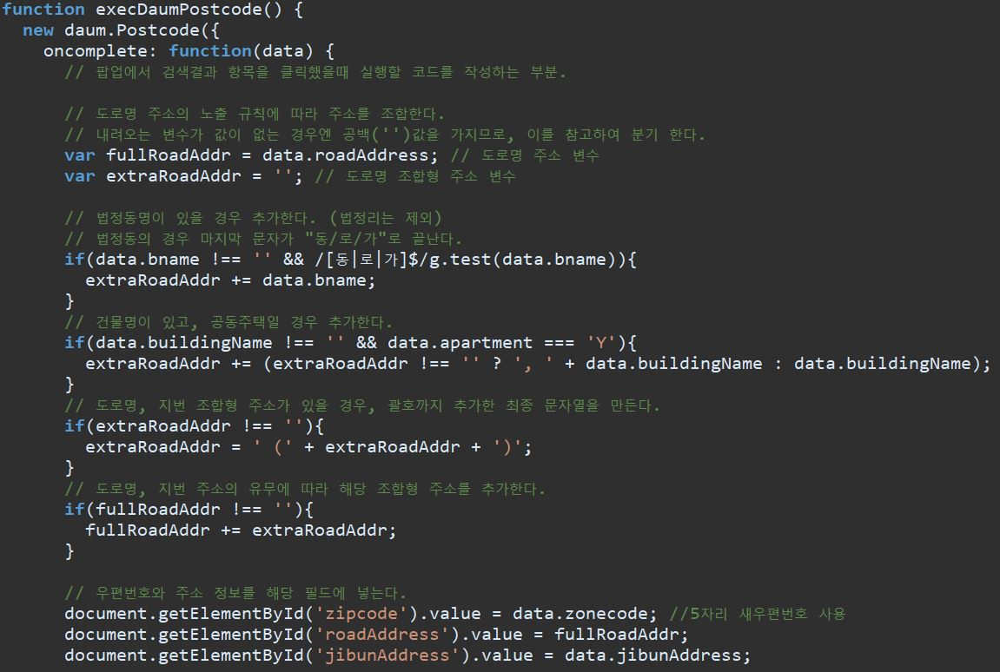 function execDaumPostcode() {
new daum.Postcode({
oncomplete: function(data) {
// 팝업에서 검색결과 항목을 클릭했을때 실행할 코드를 작성하는 부분.
// 도로명 주소의 노출 규칙에 따라 주소를 조합한다.
// 내려오는 변수가 값이 없는 경우엔 공백('')값을 가지므로, 이를 참고하여 분기 한다.
var fullRoadAddr = data.roadAddress; // 도로명 주소 변수
var extraRoadAddr = ''; // 도로명 조합형 주소 변수
// 법정동명이 있을 경우 추가한다. (법정리는 제외)
// 법정동의 경우 마지막 문자가 "동/로/가"로 끝난다.
if(data.bname !== '' && /[동|로|가]$/g.test(data.bname)){
extraRoadAddr += data.bname;
}
// 건물명이 있고, 공동주택일 경우 추가한다.
if(data.buildingName !== '' && data.apartment === 'Y'){
extraRoadAddr += (extraRoadAddr !== '' ? ', ' + data.buildingName : data.buildingName);
}
// 도로명, 지번 조합형 주소가 있을 경우, 괄호까지 추가한 최종 문자열을 만든다.
if(extraRoadAddr !== ''){
extraRoadAddr = ' (' + extraRoadAddr + ')';
}
// 도로명, 지번 주소의 유무에 따라 해당 조합형 주소를 추가한다.
if(fullRoadAddr !== ''){
fullRoadAddr += extraRoadAddr;
}
// 우편번호와 주소 정보를 해당 필드에 넣는다.
document.getElementById('zipcode').value = data.zonecode; //5자리 새우편번호 사용
document.getElementById('roadAddress').value = fullRoadAddr;
document.getElementById('jibunAddress').value = data.jibunAddress;